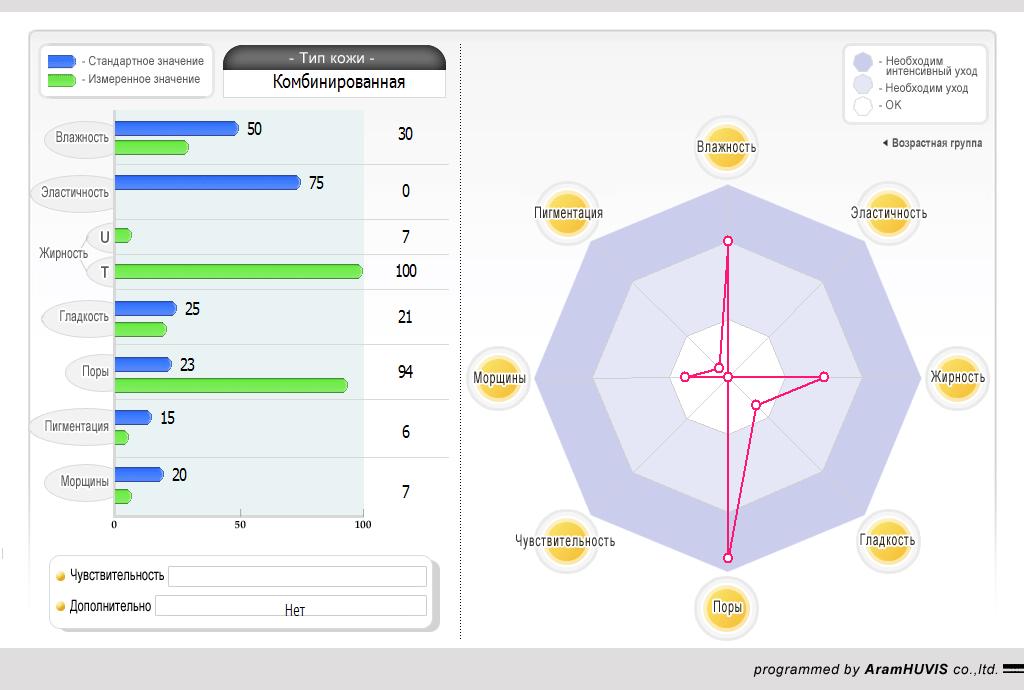 - Стандартное значение
- Измеренное значение
- Тип кожи -
Комбинированная
Влажность
50
30
Эластичность
75
0
Жирность
U
7
T
100
Гладкость
25
21
Поры
23
94
Пигментация
15
6
Морщины
20
7
0
50
100
Чувствительность
Дополнительно
Нет
- Необходим
интенсивный уход
- Необходим уход
- OK
Возрастная группа
Влажность
Пигментация
Эластичность
Морщины
Жирность
Чувствительность
Гладкость
Поры
programmed by AramHUVIS co.,ltd.